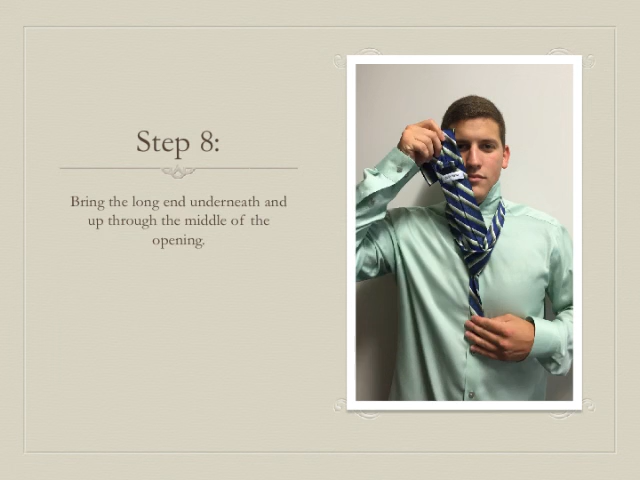 Step 8:
Bring the long end underneath and
up through the middle of the
opening.